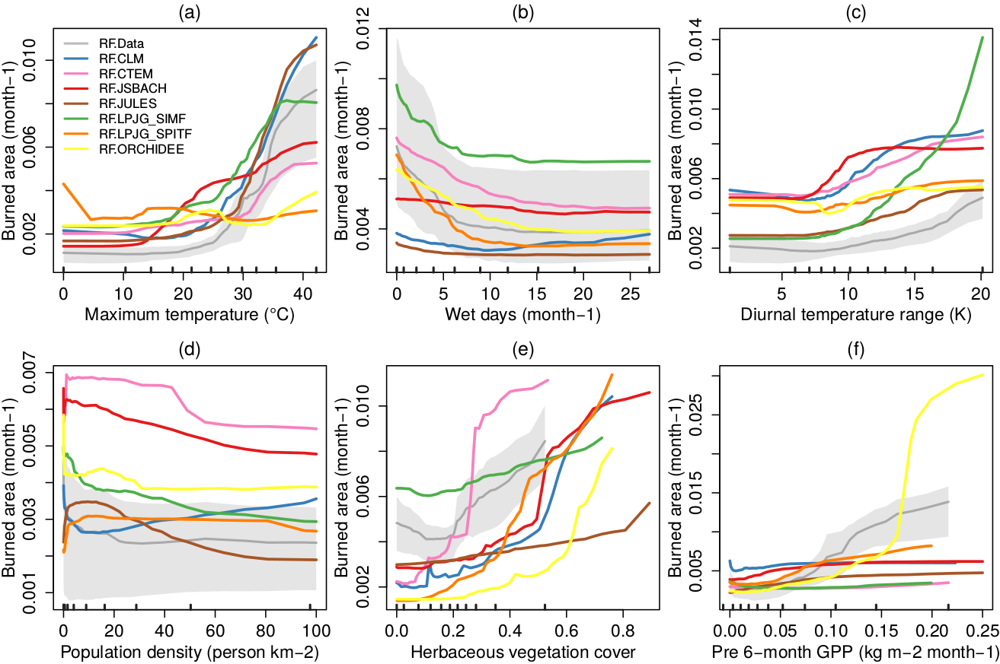 (a)
(b)
(c)
RF.Data
RF.CLM
RF.CTEM
RF.JSBACH
RF.JULES
RF.LPJG_SIMF
RF.LPJG_SPITF
RF.ORCHIDEE
Burned area (month−1)
0.002
0.006
0.010
0
10
20
30
40
Maximum temperature (°C)
Burned area (month−1)
0.004
0.008
0.012
0
5
10
15
20
25
Wet days (month−1)
Burned area (month−1)
0.002
0.006
0.010
0.014
5
10
15
20
Diurnal temperature range (K)
(d)
(e)
(f)
Burned area (month−1)
0.001
0.003
0.005
0.007
0
20
40
60
80
100
Population density (person km−2)
Burned area (month−1)
0.002
0.006
0.010
0.0
0.2
0.4
0.6
0.8
Herbaceous vegetation cover
Burned area (month−1)
0.005
0.015
0.025
0.00
0.05
0.10
0.15
0.20
0.25
Pre 6−month GPP (kg m−2 month−1)